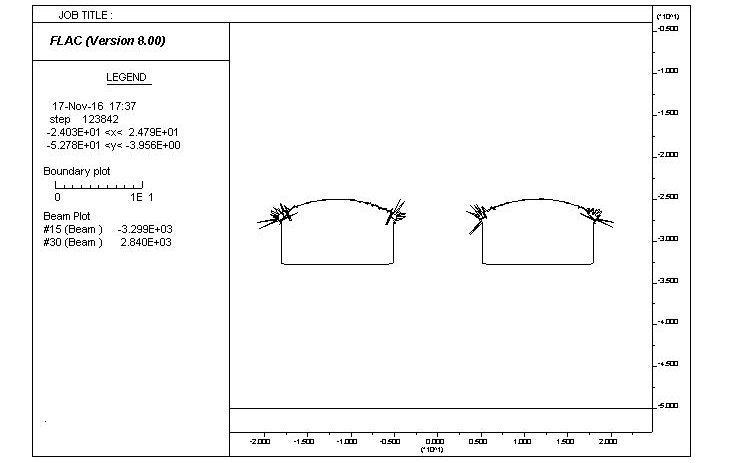 JOB TITLE :
FLAC (Version 8.00)
LEGEND
17-Nov-16 17:37
step 123842
-2.403E+01 <x< 2.479E+01
-5.278E+01 <y< -3.956E+00
Boundary plot
0 1E 1
Beam Plot
#15 (Beam ) -3.299E+03
#30 (Beam ) 2.840E+03
(*10^1)
-0.500
-1.000
-1.500
-2.000
-2.500
-3.000
-3.500
-4.000
-4.500
-5.000
-2.000 -1.500 -1.000 -0.500 0.000 0.500 1.000 1.500 2.000
(*10^1)